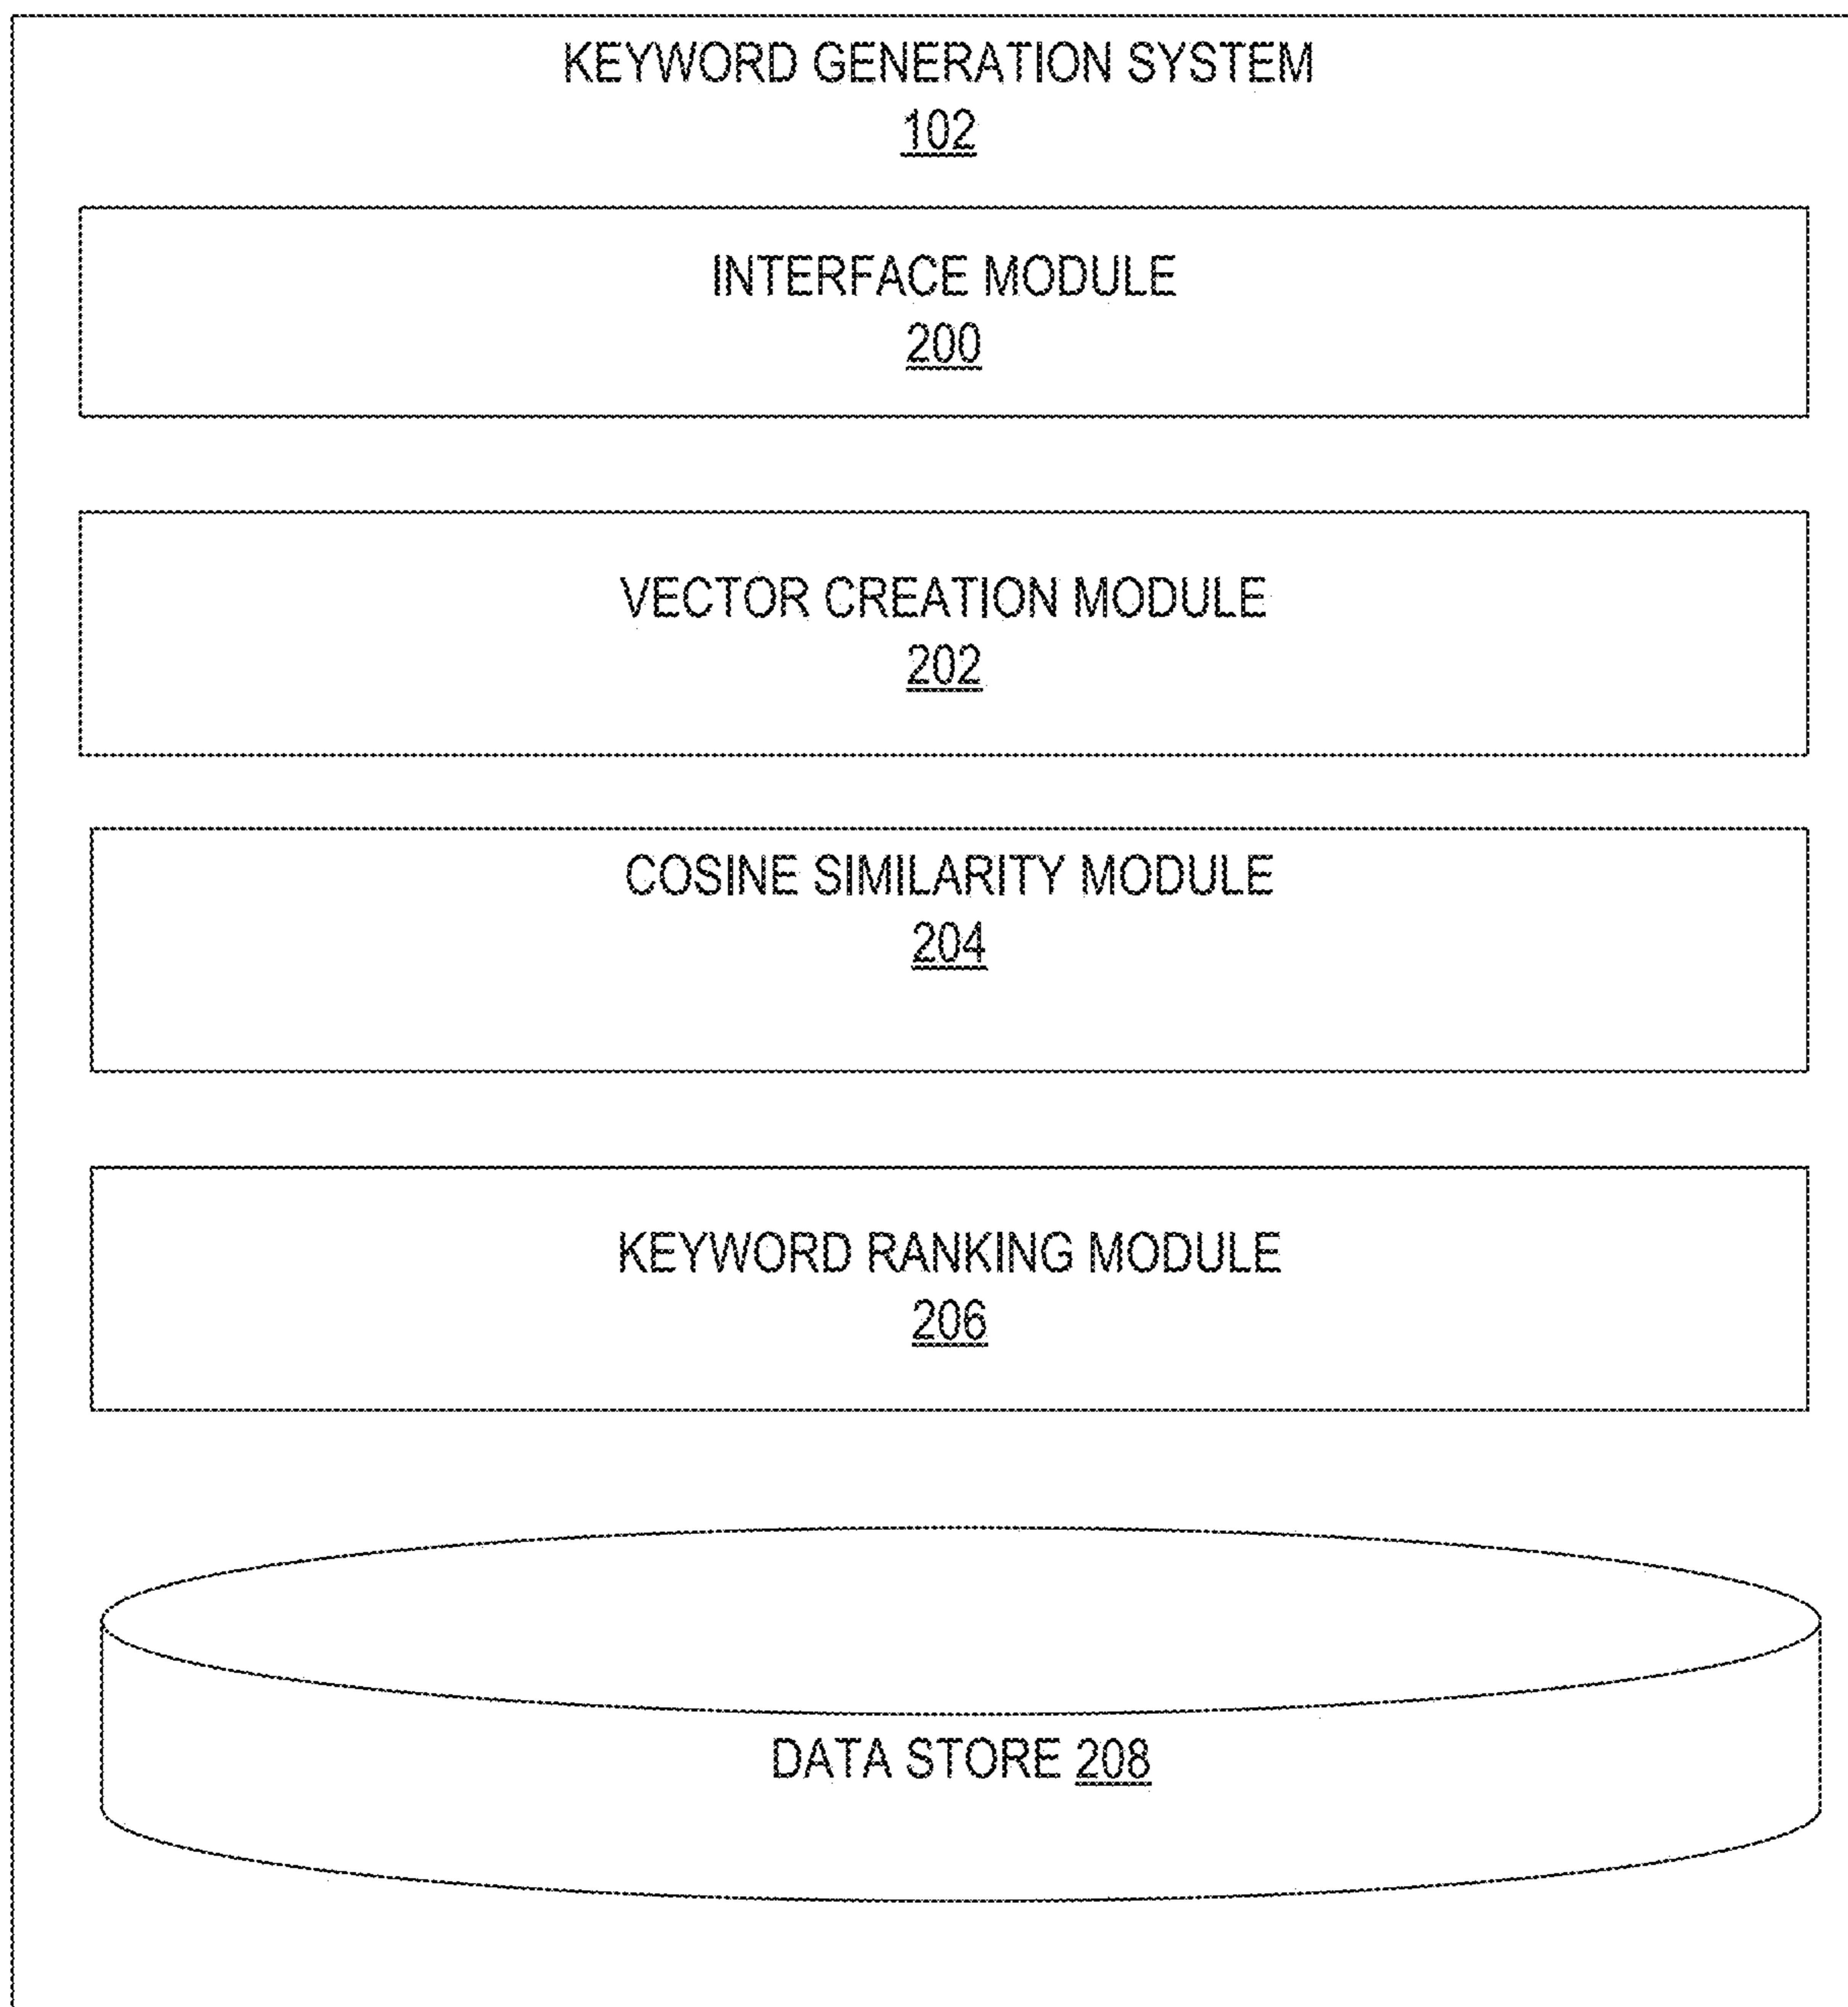 KEYWORD GENERATION SYSTEM
102
INTERFACE MODULE
200
VECTOR CREATION MODULE
202
COSINE SIMILARITY MODULE
204
KEYWORD RANKING MODULE
206
DATA STORE 208